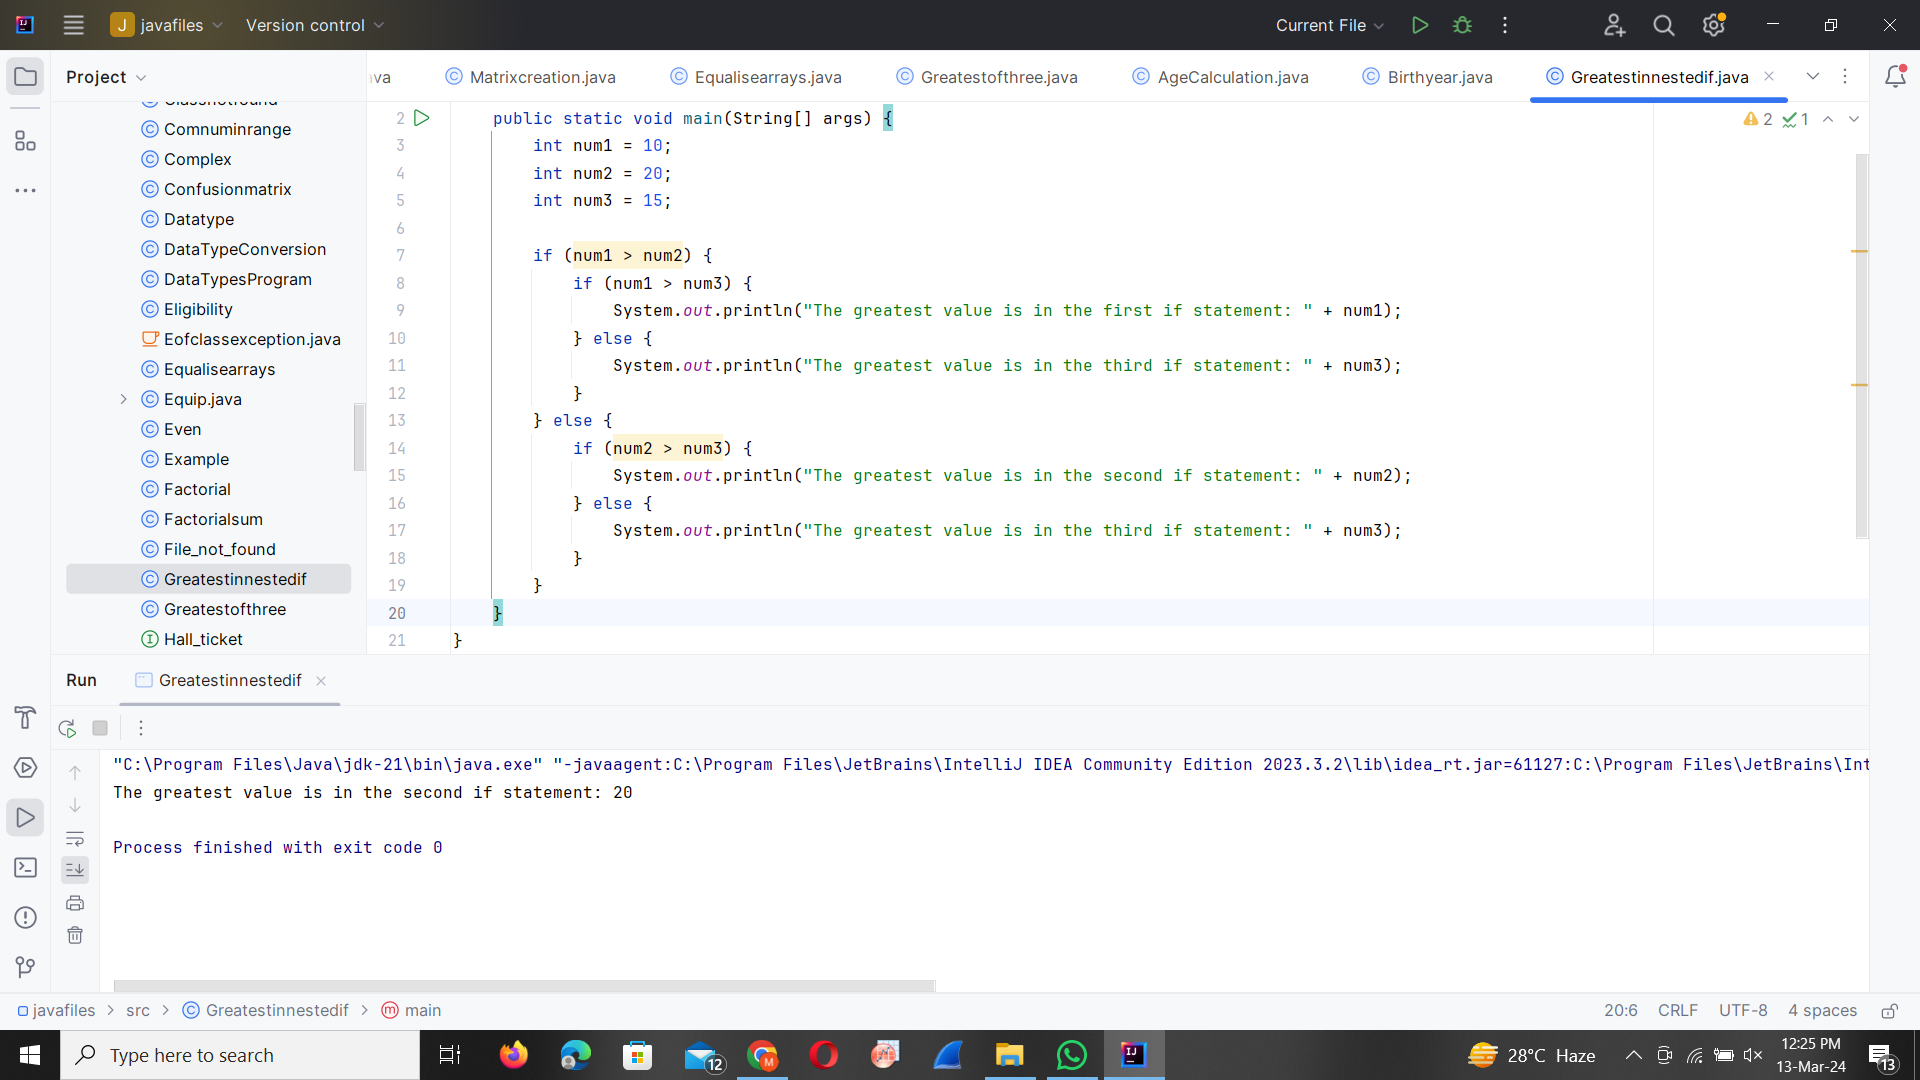 J javafiles Version control Current File
Project
va Matrixcreation.java Equalisearrays.java Greatestofthree.java AgeCalculation.java Birthyear.java Greatestinnestedif.java
Comnuminrange
Complex
Confusionmatrix
Datatype
DataTypeConversion
DataTypesProgram
Eligibility
Eofclassexception.java
Equalisearrays
Equip.java
Even
Example
Factorial
Factorialsum
File_not_found
Greatestinnestedif
Greatestofthree
Hall_ticket
2 1
2 public static void main(String[] args) {
3 int num1 = 10;
4 int num2 = 20;
5 int num3 = 15;
6
7 if (num1 > num2) {
8 if (num1 > num3) {
9 System.out.println("The greatest value is in the first if statement: " + num1);
10 } else {
11 System.out.println("The greatest value is in the third if statement: " + num3);
12 }
13 } else {
14 if (num2 > num3) {
15 System.out.println("The greatest value is in the second if statement: " + num2);
16 } else {
17 System.out.println("The greatest value is in the third if statement: " + num3);
18 }
19 }
20 }
21 }
Run Greatestinnestedif
"C:\Program Files\Java\jdk-21\bin\java.exe" "-javaagent:C:\Program Files\JetBrains\IntelliJ IDEA Community Edition 2023.3.2\lib\idea_rt.jar=61127:C:\Program Files\JetBrains\Int
The greatest value is in the second if statement: 20
Process finished with exit code 0
javafiles > src > Greatestinnestedif > main 20:6 CRLF UTF-8 4 spaces
Type here to search 12 28°C Haze 12:25 PM
13-Mar-24 13